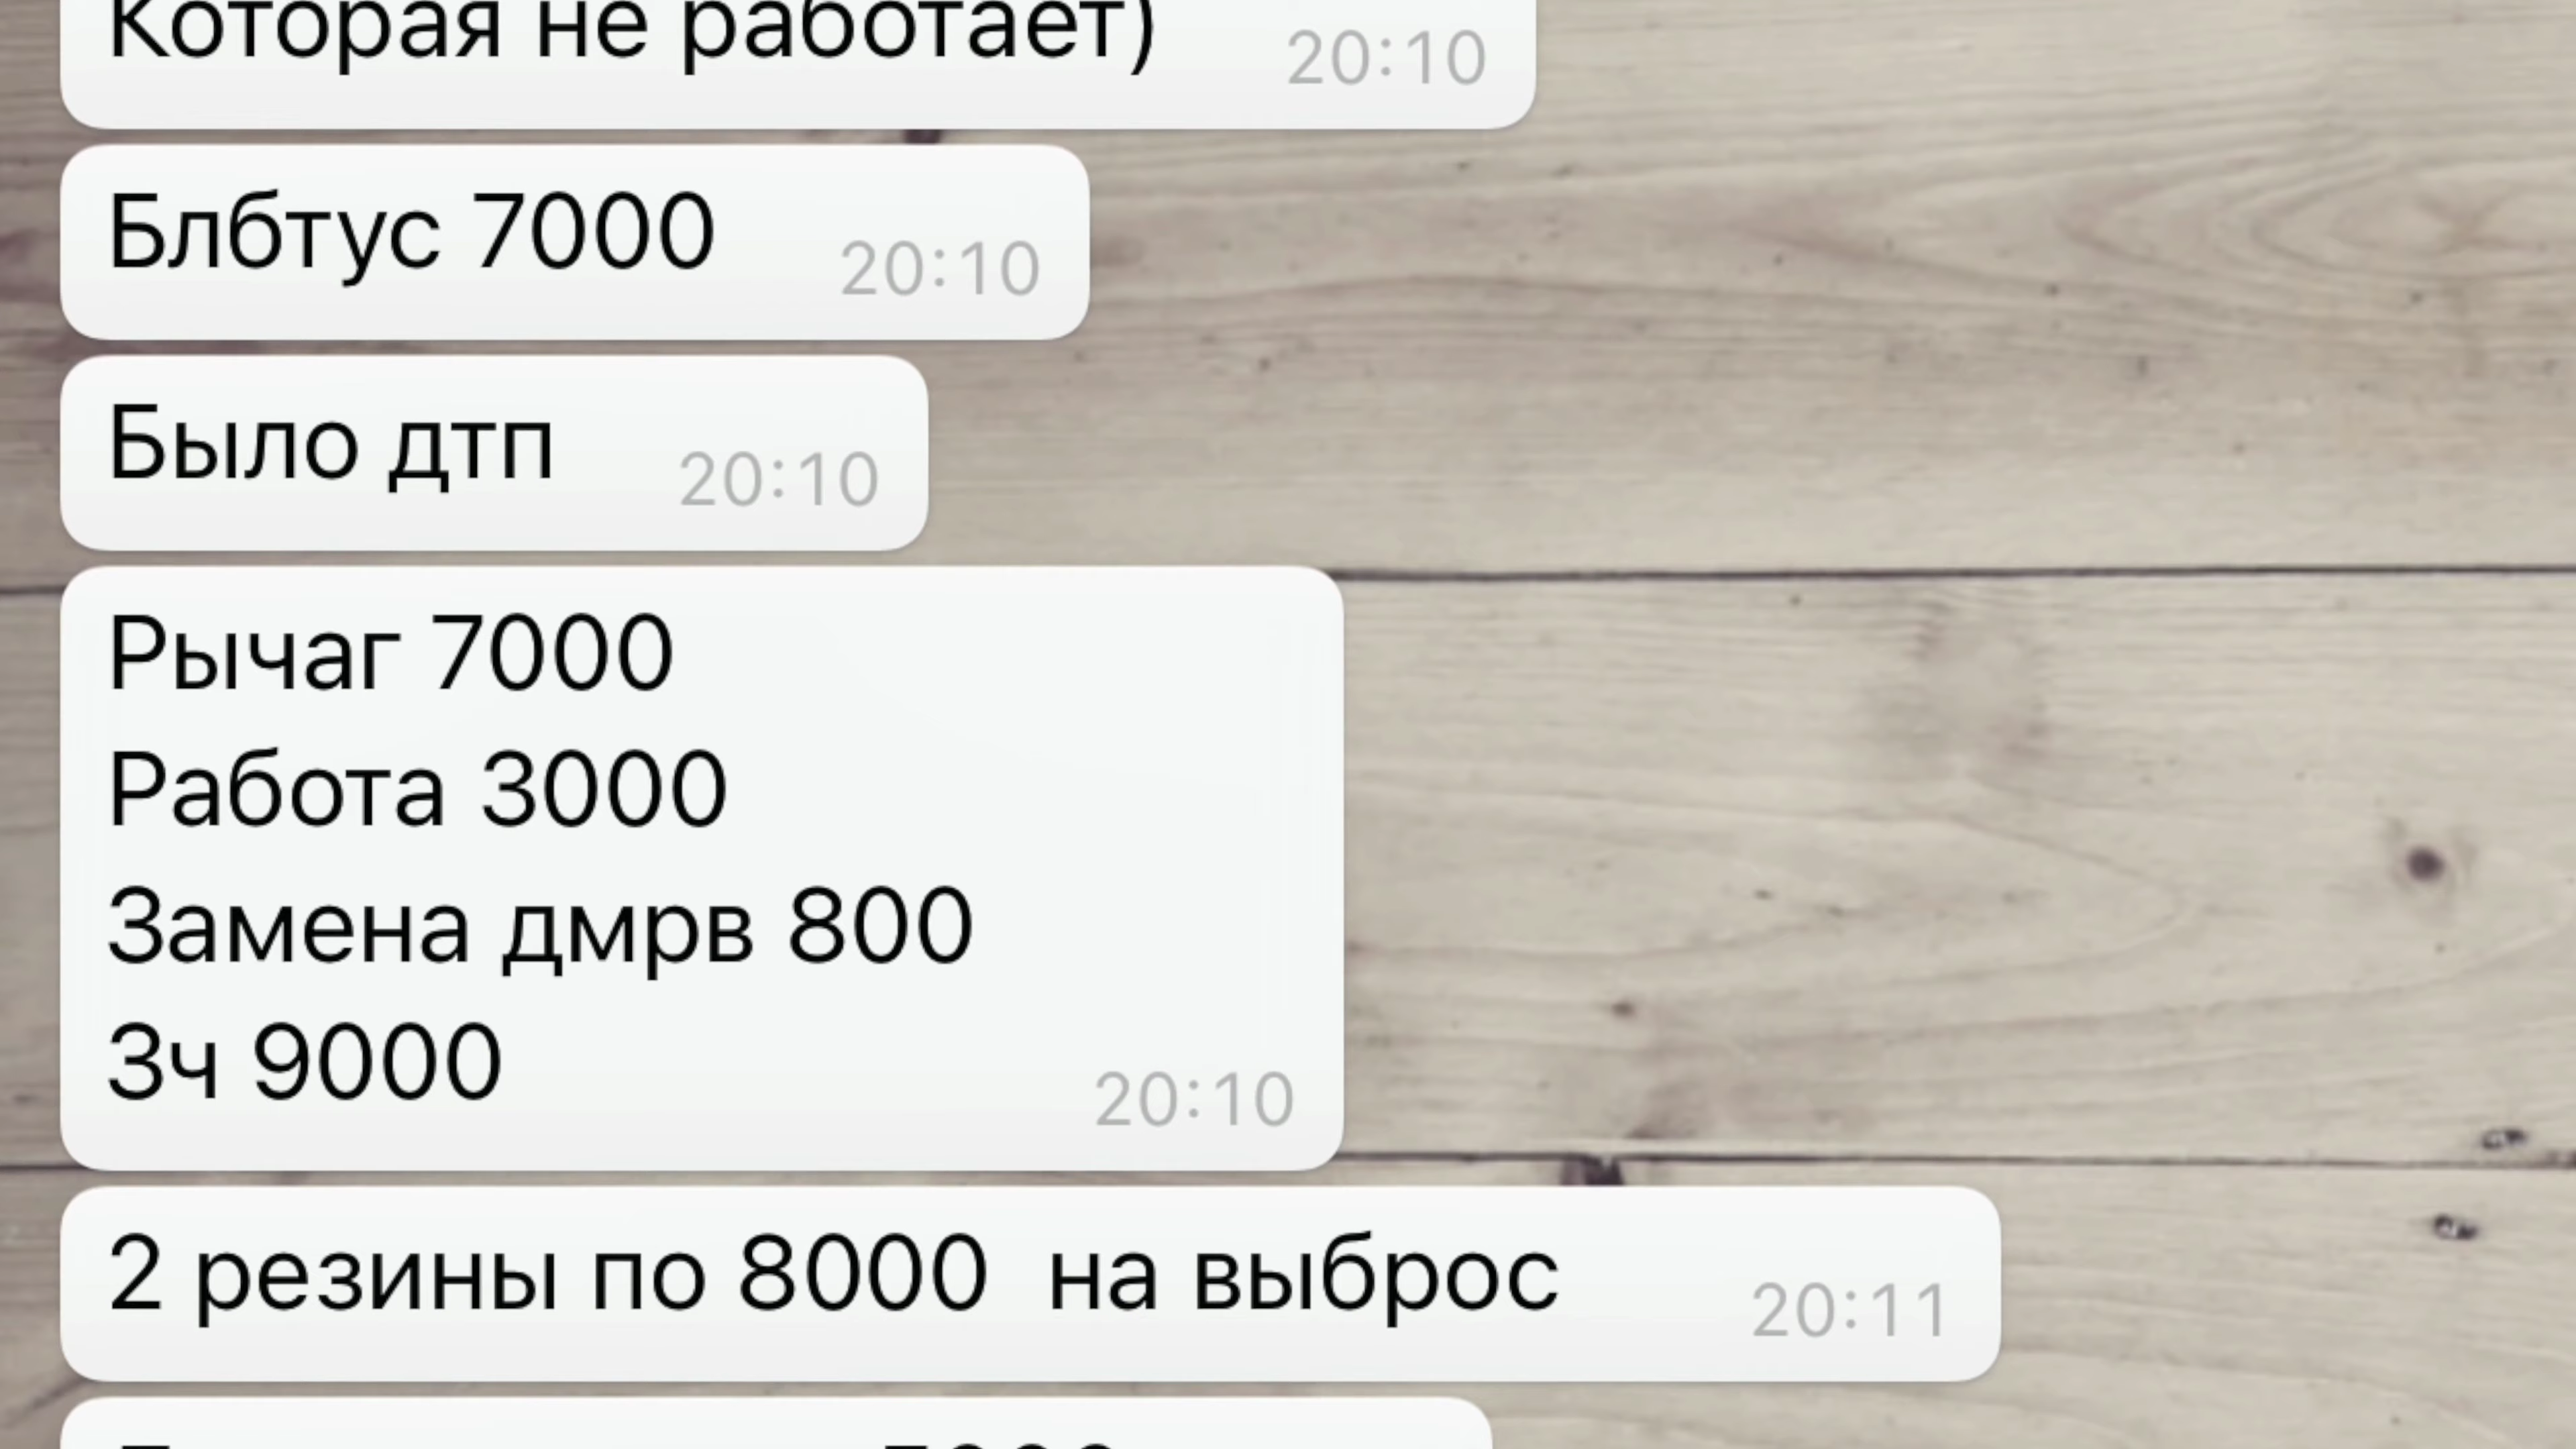 Которая не работает) 20:10
Блбтус 7000 20:10
Было дтп 20:10
Рычаг 7000
Работа 3000
Замена дмрв 800
Зч 9000 20:10
2 резины по 8000  на выброс 20:11